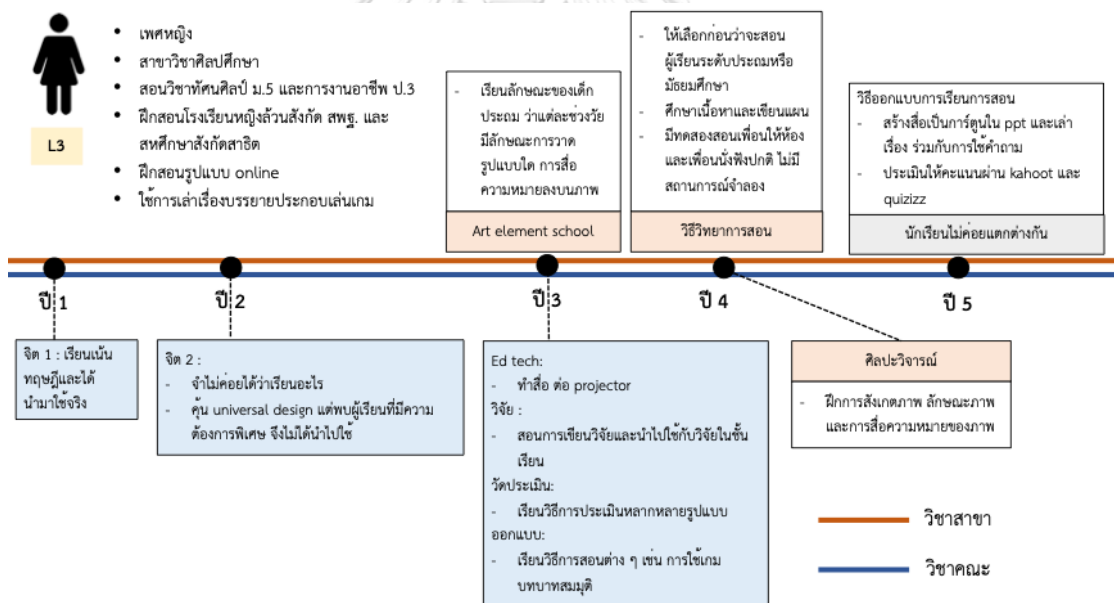 - เพศหญิง
- สาขาวิชาศิลปศึกษา
- สอนวิชาทัศนศิลป์ ม.5 และการงานอาชีพ ป.3
- ฝึกสอนโรงเรียนหญิงล้วนสังกัด สพฐ. และ
สหศึกษาสังกัดสาธิต
- ฝึกสอนรูปแบบ online
- ใช้การเล่าเรื่องบรรยายประกอบเล่นเกม
L3
- เรียนลักษณะของเด็ก
ประถม ว่าแต่ละช่วงวัย
มีลักษณะการวาด
รูปแบบใด การสื่อ
ความหมายลงบนภาพ
Art element school
- ให้เลือกก่อนว่าจะสอน
ผู้เรียนระดับประถมหรือ
มัธยมศึกษา
- ศึกษาเนื้อหาและเขียนแผน
- มีทดสองสอนเพื่อนให้ห้อง
และเพื่อนนั่งฟังปกติ ไม่มี
สถานการณ์จำลอง
วิธีวิทยาการสอน
วิธีออกแบบการเรียนการสอน
- สร้างสื่อเป็นการ์ตูนใน ppt และเล่า
เรื่อง ร่วมกับการใช้คำถาม
- ประเมินให้คะแนนผ่าน kahoot และ
quizizz
นักเรียนไม่ค่อยแตกต่างกัน
ปี 1
ปี 2
ปี 3
ปี 4
ปี 5
จิต 1 : เรียนเน้น
ทฤษฎีและได้
นำมาใช้จริง
จิต 2 :
- จำไม่ค่อยได้ว่าเรียนอะไร
- คุ้น universal design แต่พบผู้เรียนที่มีความ
ต้องการพิเศษ จึงไม่ได้นำไปใช้
Ed tech:
- ทำสื่อ ต่อ projector
วิจัย :
- สอนการเขียนวิจัยและนำไปใช้กับวิจัยในชั้น
เรียน
วัดประเมิน:
- เรียนวิธีการประเมินหลากหลายรูปแบบ
ออกแบบ:
- เรียนวิธีการสอนต่าง ๆ เช่น การใช้เกม
บทบาทสมมุติ
ศิลปะวิจารณ์
- ฝึกการสังเกตภาพ ลักษณะภาพ
และการสื่อความหมายของภาพ
วิชาสาขา
วิชาคณะ